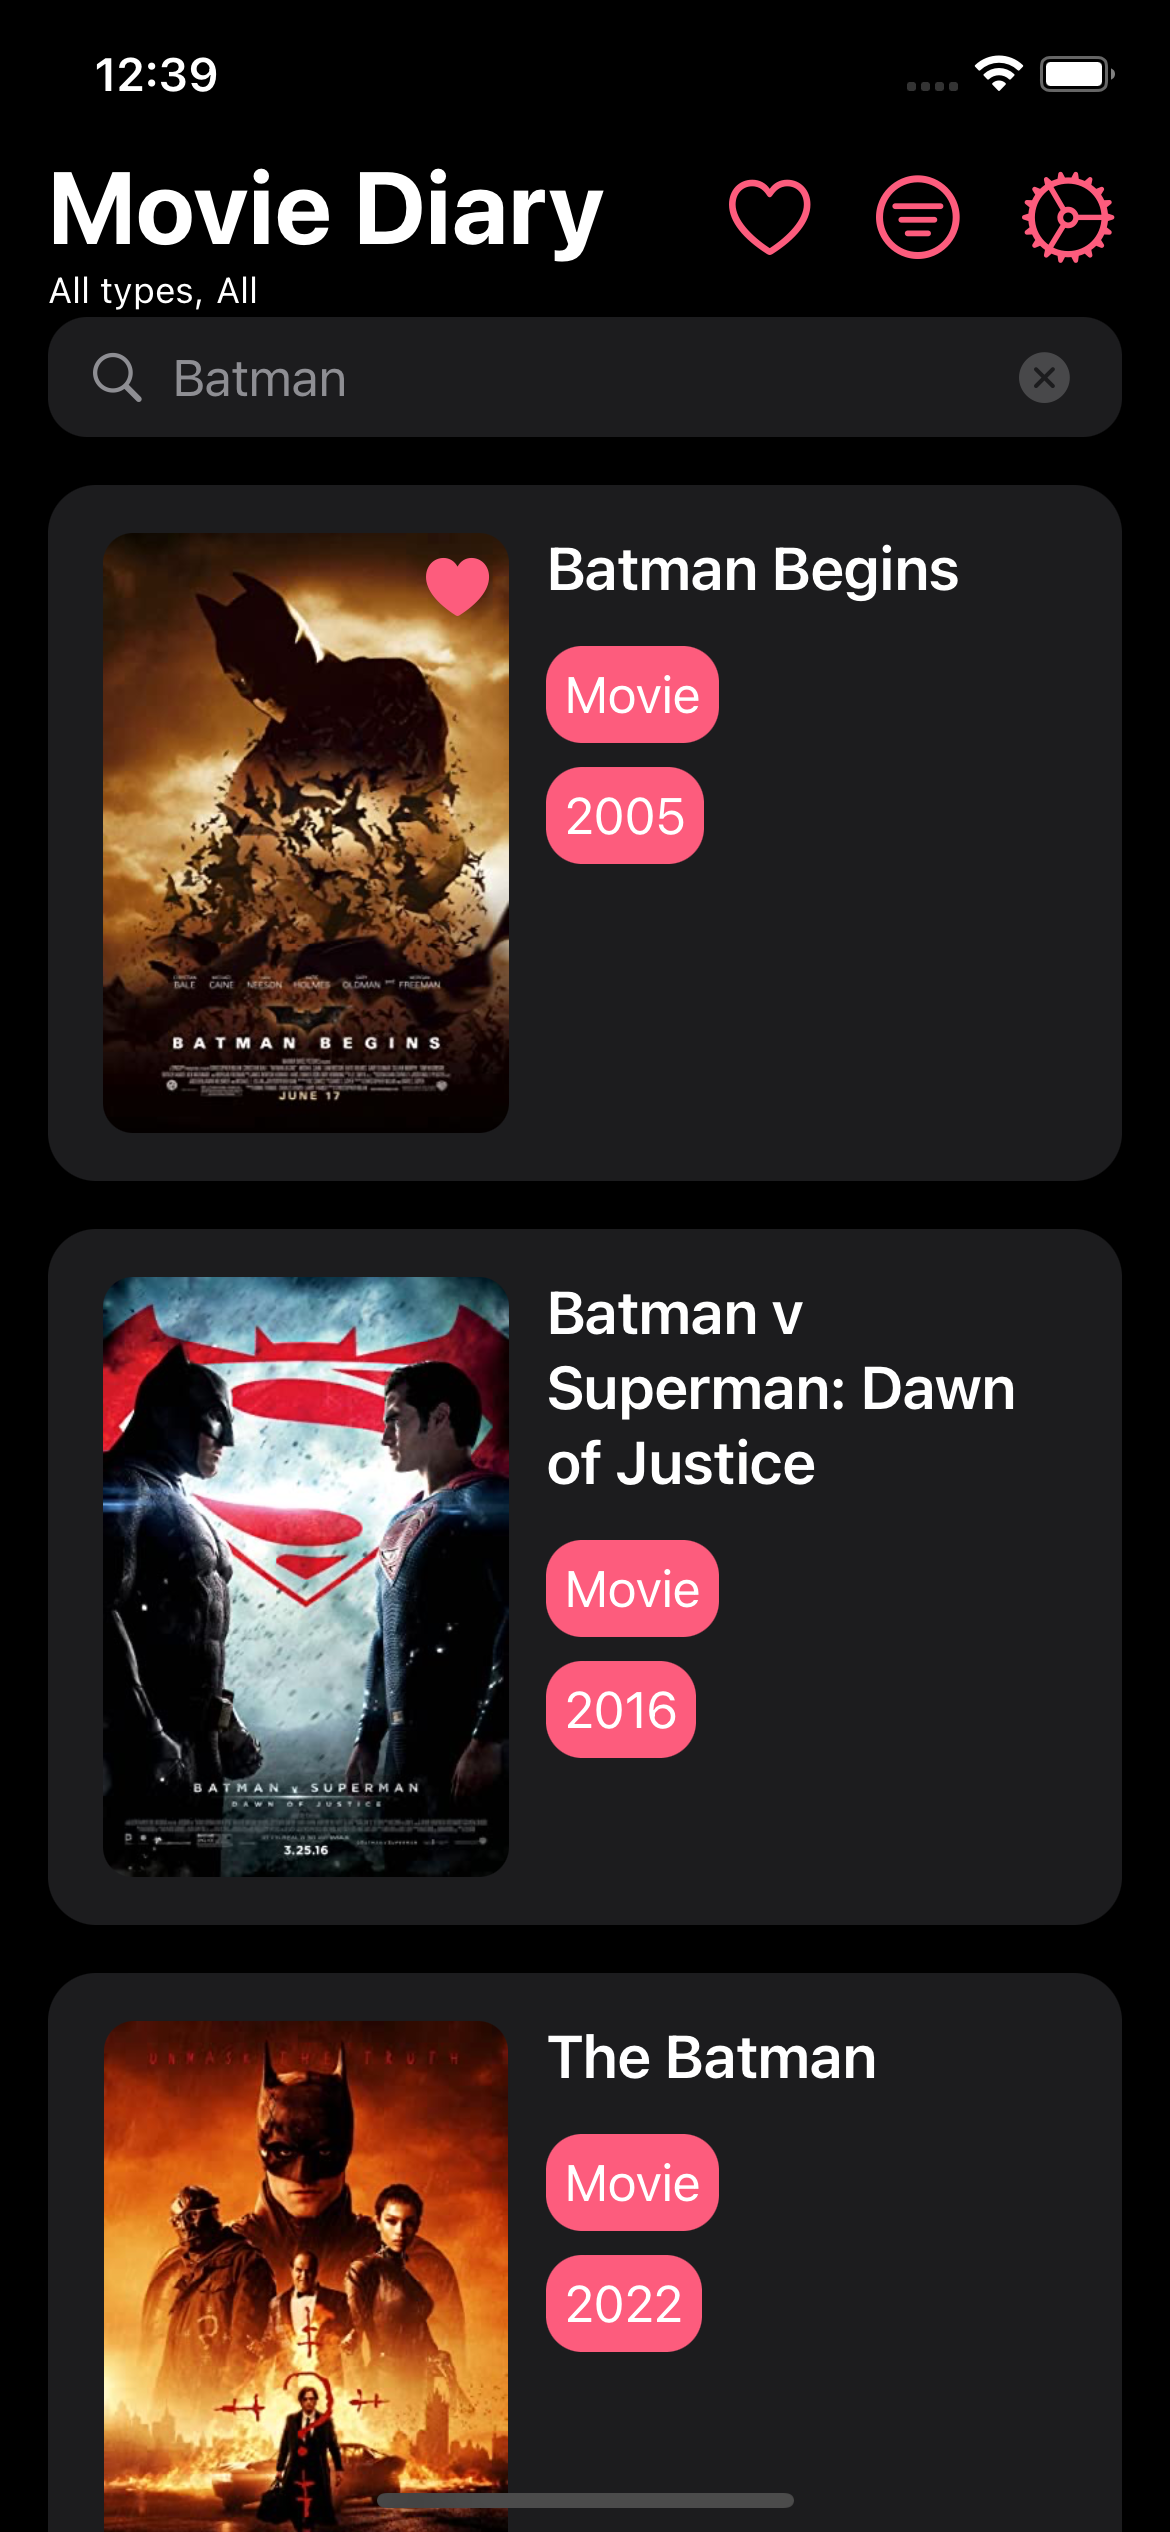 12:39
Movie Diary
All types, All
Batman
Batman Begins
Movie
2005
BALE CAINE NEESON HOLMES OLDMAN FREEMAN
BATMAN BEGINS
JUNE 17
Batman v
Superman: Dawn
of Justice
Movie
2016
BATMAN v SUPERMAN
DAWN OF JUSTICE
3.25.16
The Batman
Movie
2022
UNMASK THE TRUTH